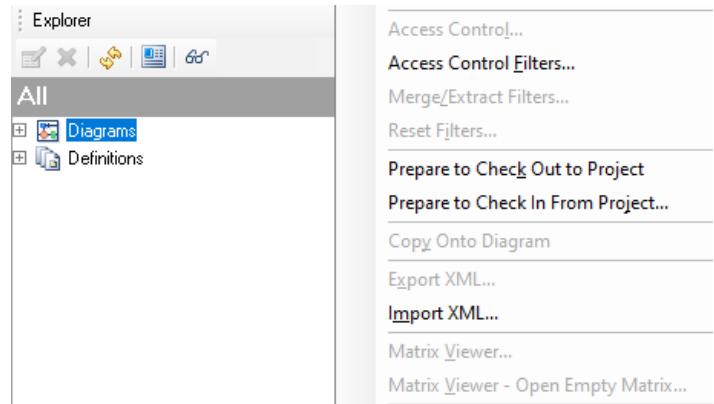 Explorer
All
Diagrams
Definitions
Access Control...
Access Control Filters...
Merge/Extract Filters...
Reset Filters...
Prepare to Check Out to Project
Prepare to Check In From Project...
Copy Onto Diagram
Export XML...
Import XML...
Matrix Viewer...
Matrix Viewer - Open Empty Matrix...